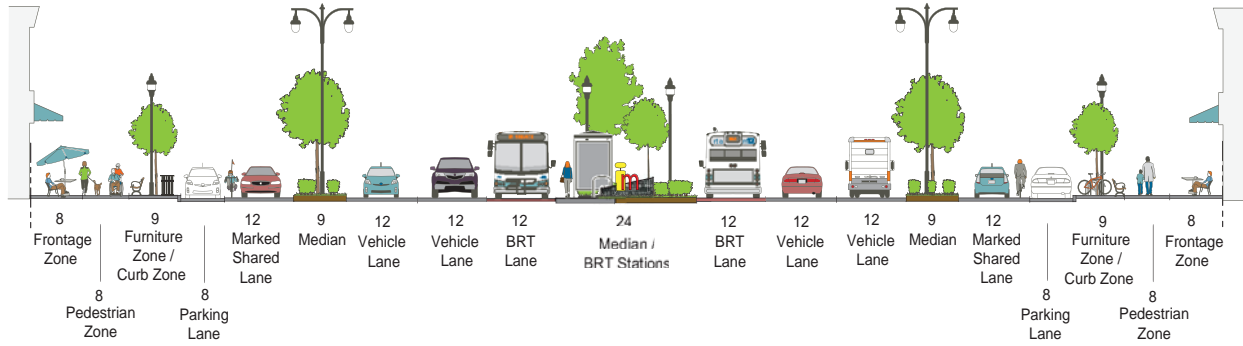 8
Frontage
Zone
8
Pedestrian
Zone
9
Furniture
Zone /
Curb Zone
8
Parking
Lane
12
Marked
Shared
Lane
9
Median
12
Vehicle
Lane
12
Vehicle
Lane
12
BRT
Lane
24
Median /
BRT Stations
12
BRT
Lane
12
Vehicle
Lane
12
Vehicle
Lane
9
Median
12
Marked
Shared
Lane
8
Parking
Lane
9
Furniture
Zone /
Curb Zone
8
Pedestrian
Zone
8
Frontage
Zone
m